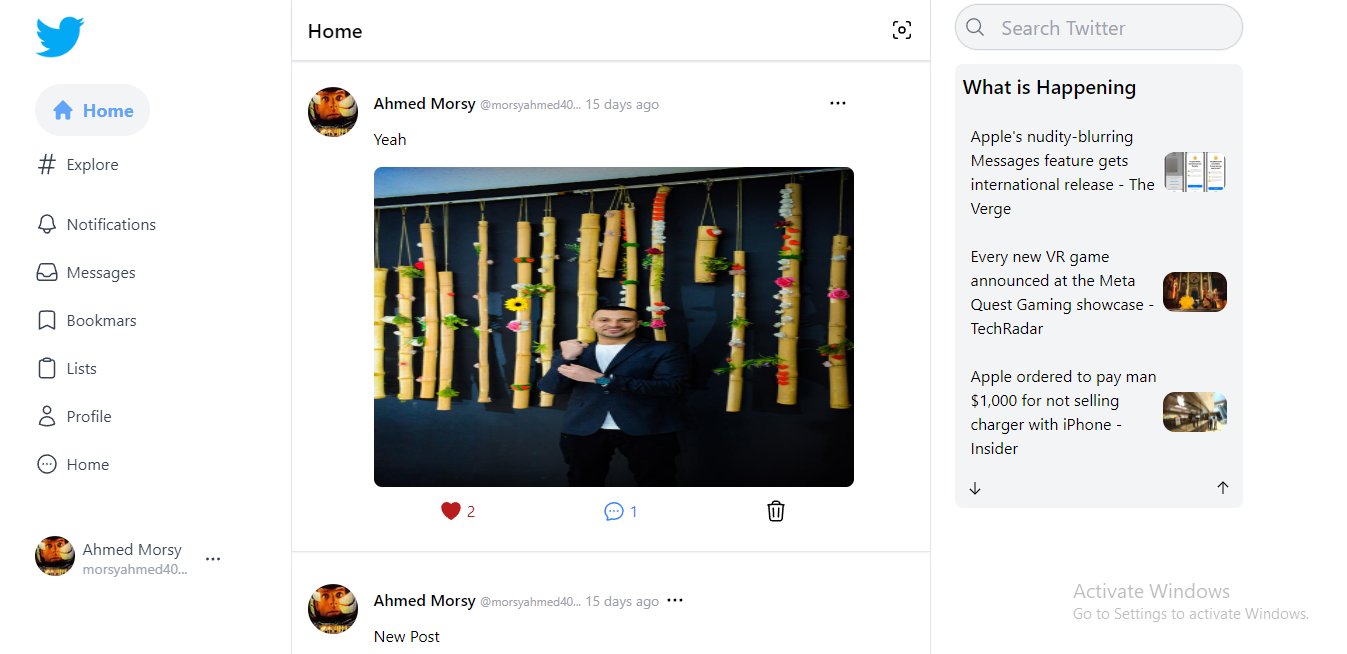 Home
Explore
Notifications
Messages
Bookmars
Lists
Profile
Home
Ahmed Morsy
morsyahmed40...
Home
Ahmed Morsy @morsyahmed40... 15 days ago
Yeah
2
1
Ahmed Morsy @morsyahmed40... 15 days ago
New Post
Search Twitter
What is Happening
Apple's nudity-blurring
Messages feature gets
international release - The
Verge
Every new VR game
announced at the Meta
Quest Gaming showcase -
TechRadar
Apple ordered to pay man
$1,000 for not selling
charger with iPhone -
Insider
Activate Windows
Go to Settings to activate Windows.